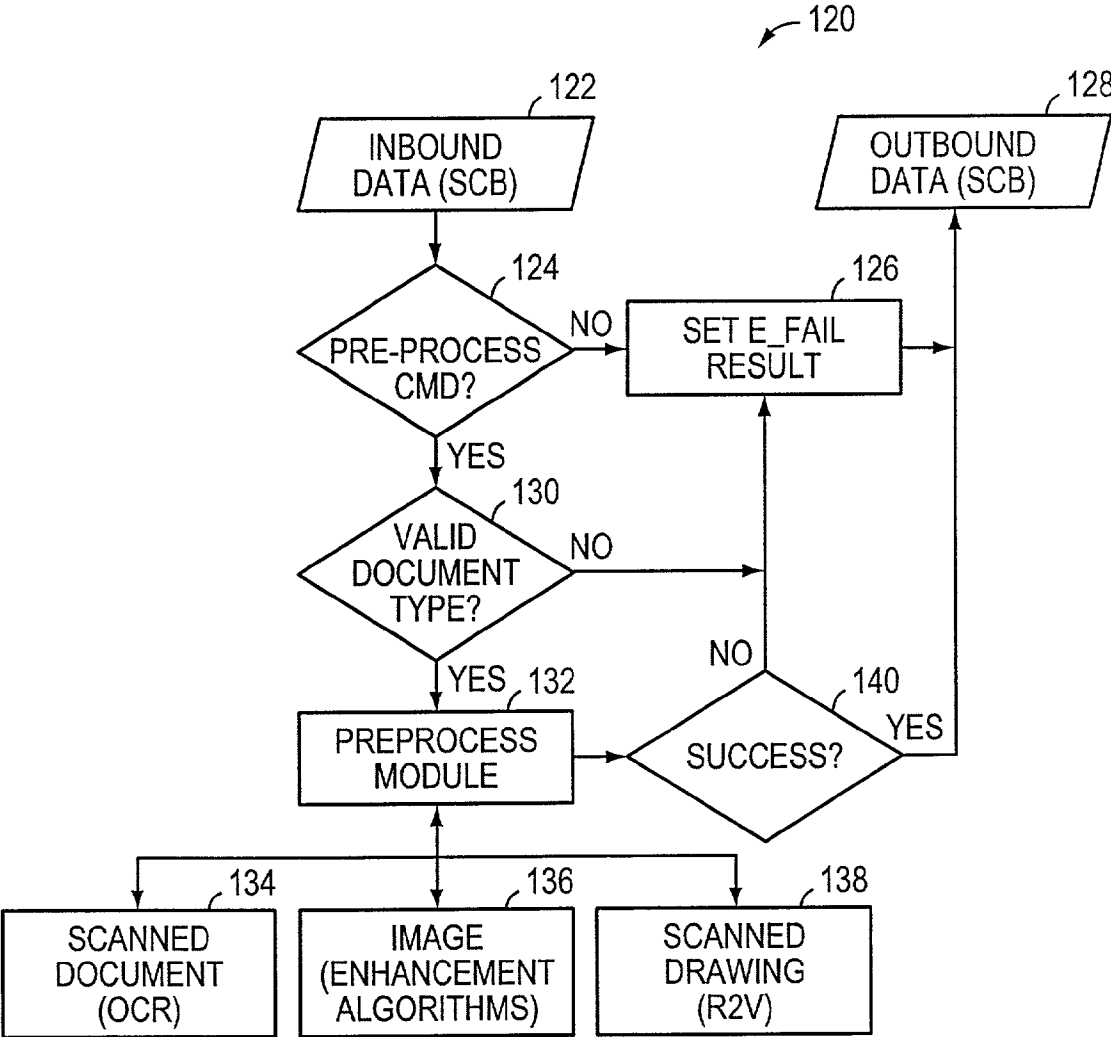 120
122
INBOUND
DATA (SCB)
128
OUTBOUND
DATA (SCB)
124
PRE-PROCESS
CMD?
NO
126
SET E_FAIL
RESULT
YES
130
VALID
DOCUMENT
TYPE?
NO
YES
132
PREPROCESS
MODULE
NO
140
SUCCESS?
YES
134
SCANNED
DOCUMENT
(OCR)
136
IMAGE
(ENHANCEMENT
ALGORITHMS)
138
SCANNED
DRAWING
(R2V)